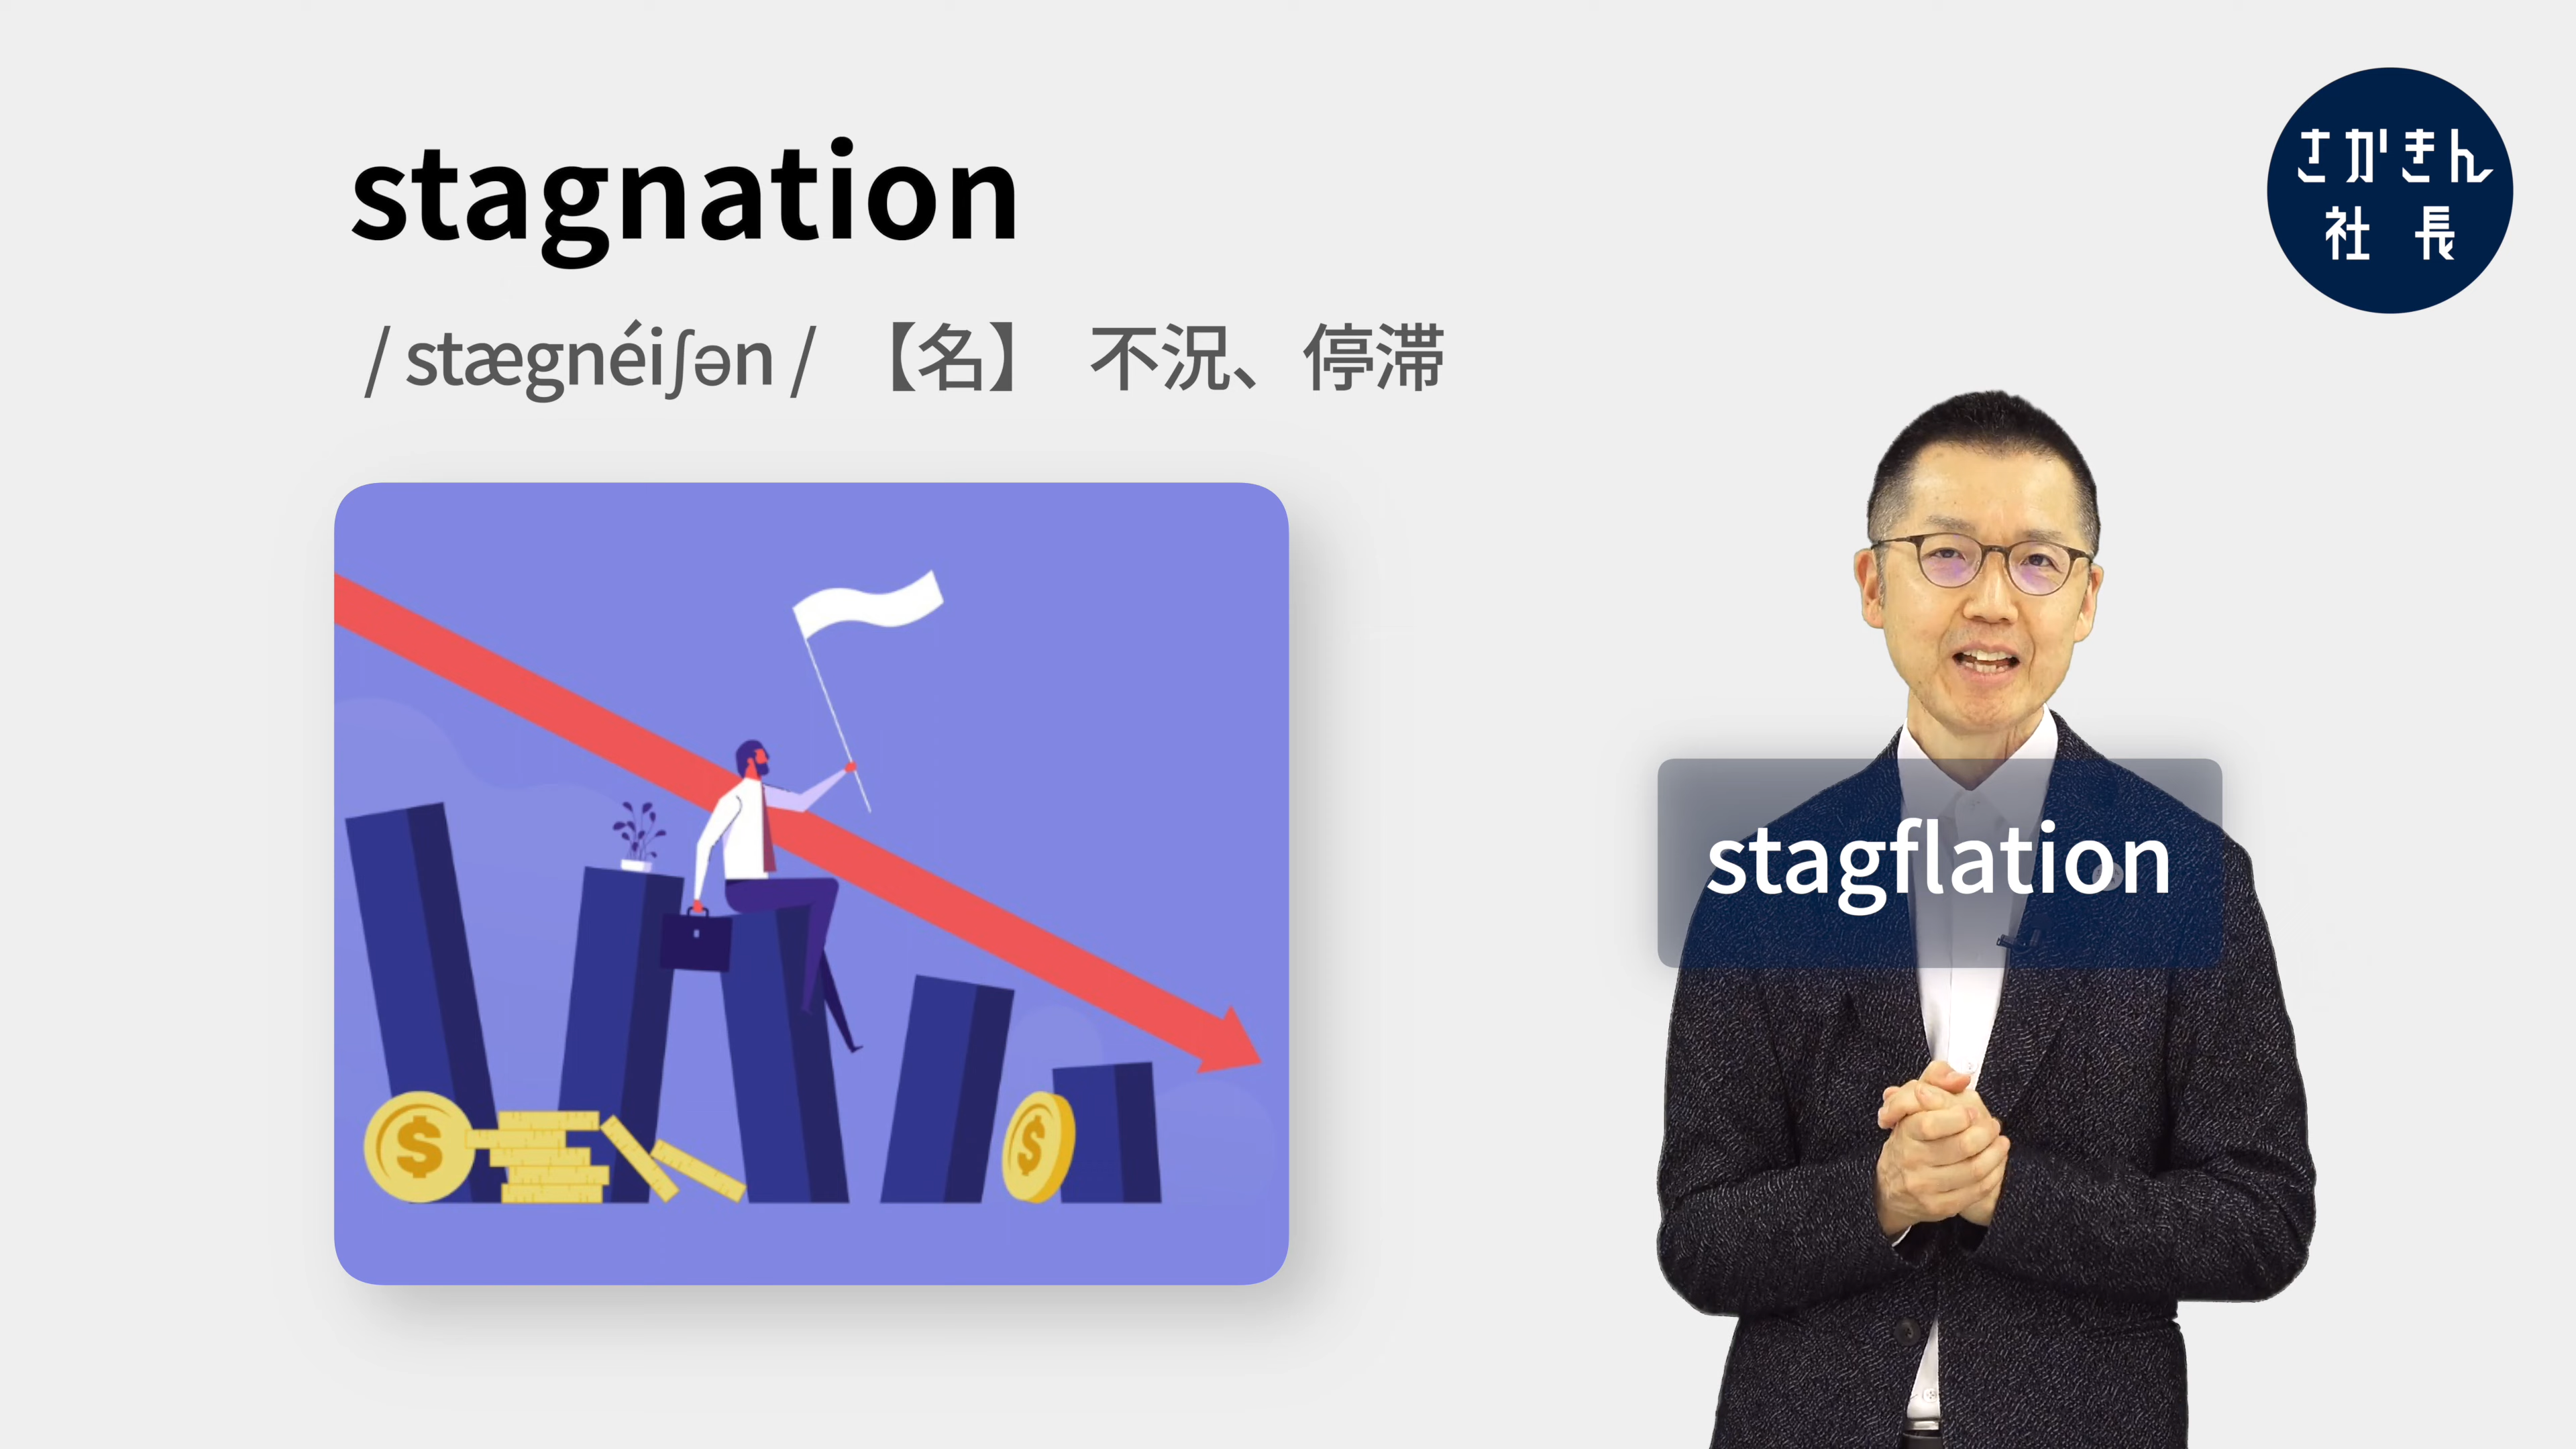 stagnation
/ stægnéiʃən / 【名】 不況、停滞
さかきん
社長
stagflation
$
$